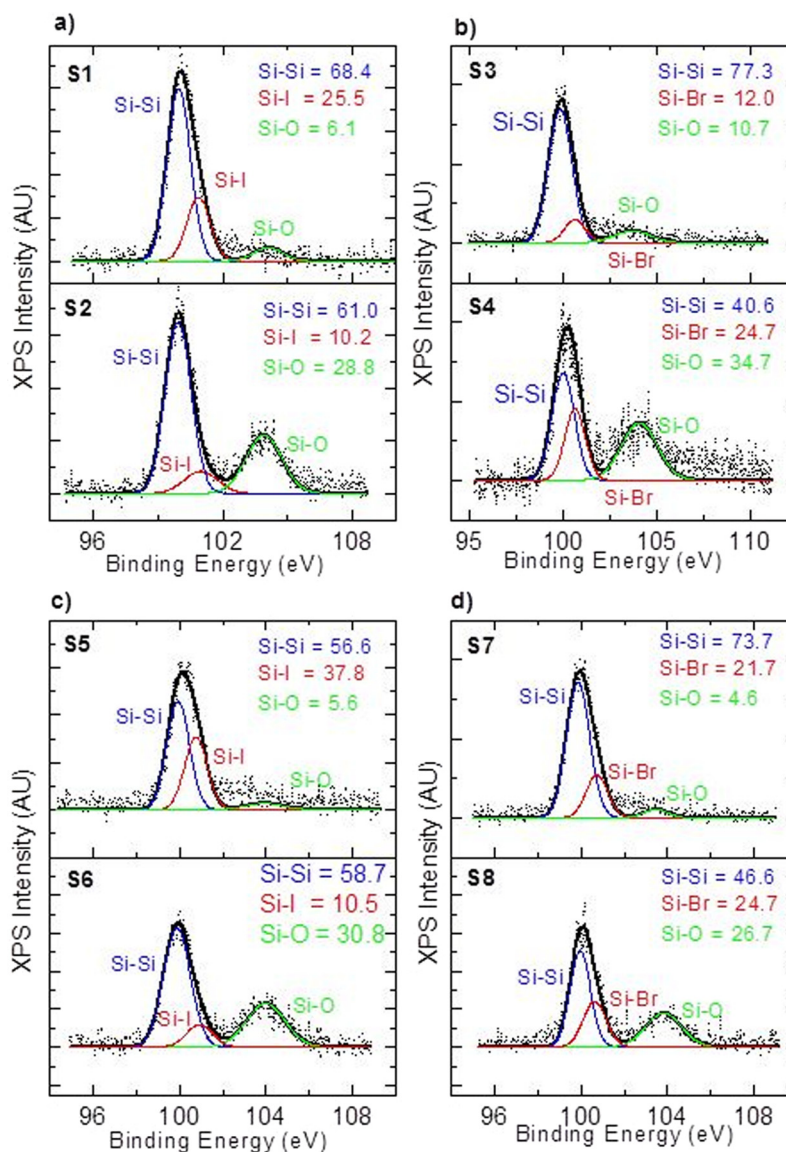 a)
S1
Si-Si = 68.4
Si-I = 25.5
Si-O = 6.1
Si-Si
Si-I
Si-O
S2
Si-Si = 61.0
Si-I = 10.2
Si-O = 28.8
Si-Si
Si-I
Si-O
XPS Intensity (AU)
96 102 108
Binding Energy (eV)
b)
S3
Si-Si = 77.3
Si-Br = 12.0
Si-O = 10.7
Si-Si
Si-O
Si-Br
S4
Si-Si = 40.6
Si-Br = 24.7
Si-O = 34.7
Si-Si
Si-O
Si-Br
XPS Intensity (AU)
95 100 105 110
Binding Energy (eV)
c)
S5
Si-Si = 56.6
Si-I = 37.8
Si-O = 5.6
Si-Si
Si-I
Si-O
S6
Si-Si = 58.7
Si-I = 10.5
Si-O = 30.8
Si-Si
Si-I
Si-O
XPS Intensity (AU)
96 100 104 108
Binding Energy (eV)
d)
S7
Si-Si = 73.7
Si-Br = 21.7
Si-O = 4.6
Si-Si
Si-Br
Si-O
S8
Si-Si = 46.6
Si-Br = 24.7
Si-O = 26.7
Si-Si
Si-Br
Si-O
XPS Intensity (AU)
96 100 104 108
Binding Energy (eV)